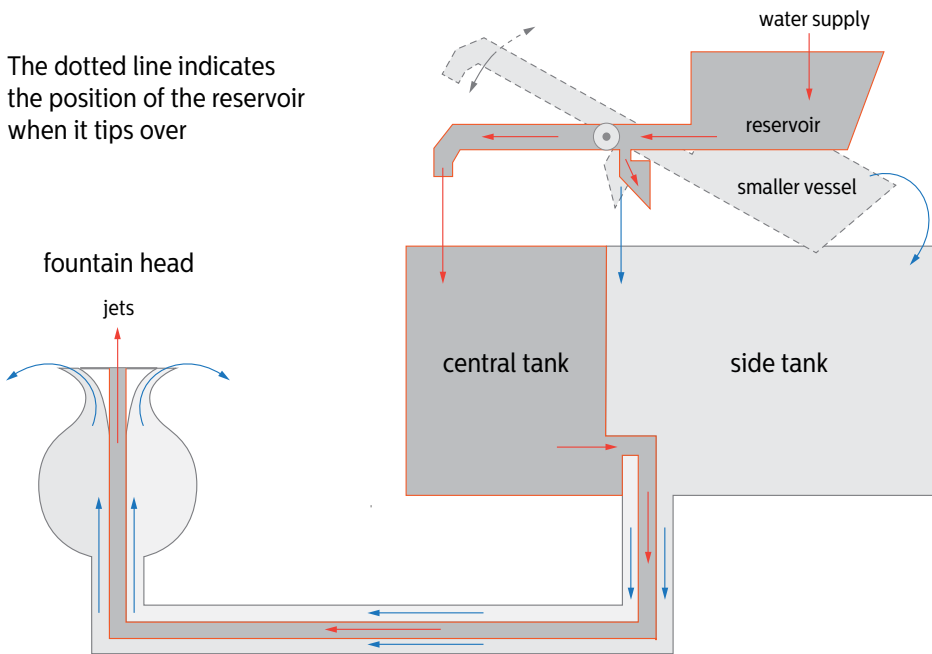 The dotted line indicates
the position of the reservoir
when it tips over
water supply
reservoir
smaller vessel
fountain head
jets
central tank
side tank